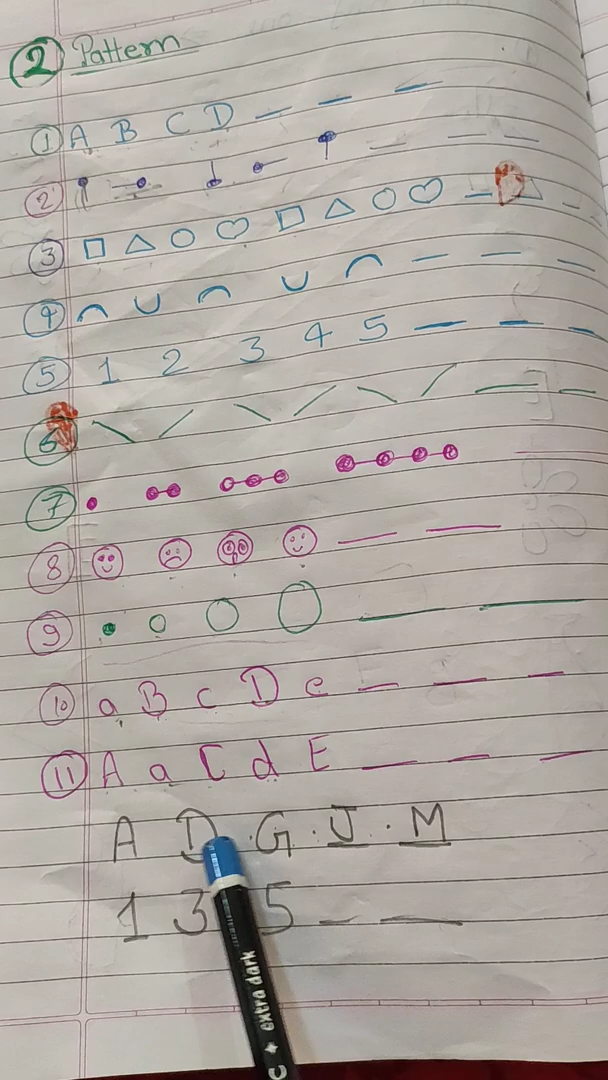 2 Pattern
1 A B C D _ _ _
2
3
4
5 1 2 3 4 5 _ _ _
6
7
8
9
10 a B c D e _ _ _
11 A a C d E _ _ _
A D . G . J . M
1 3 5 _ _
C + extra dark